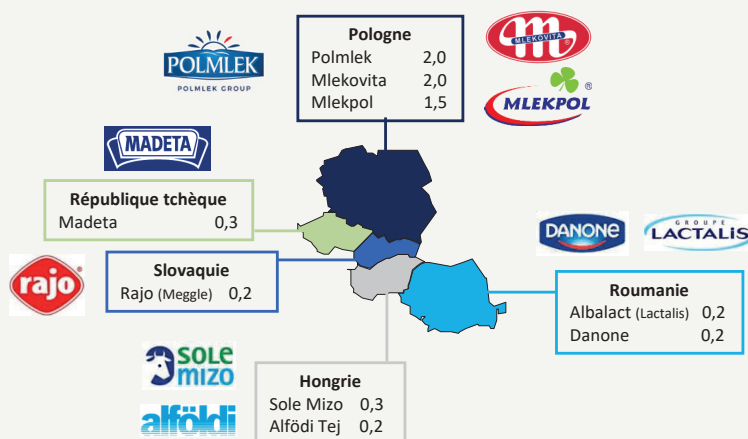 POLMLEK
POLMLEK GROUP
Pologne
Polmlek 2,0
Mlekovita 2,0
Mlekpol 1,5
MLEKOVITA
MLEKPOL
®
MADETA
République tchèque
Madeta 0,3
rajo
®
Slovaquie
Rajo (Meggle) 0,2
DANONE
GROUPE
LACTALIS
Roumanie
Albalact (Lactalis) 0,2
Danone 0,2
SOLE
MIZO
alföldi
Hongrie
Sole Mizo 0,3
Alfödi Tej 0,2